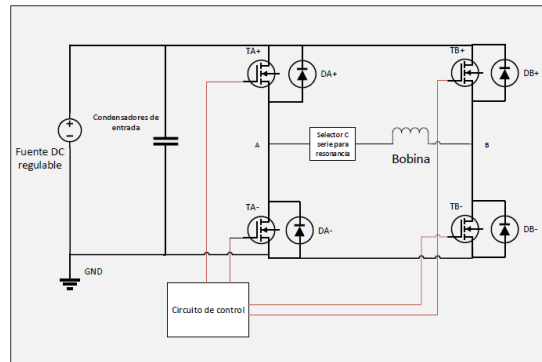 TA+
DA+
TB+
DB+
Condensadores de
entrada
Fuente DC
regulable
A
Selector C
serie para
resonancia
Bobina
B
TA-
DA-
TB-
DB-
GND
Circuito de control